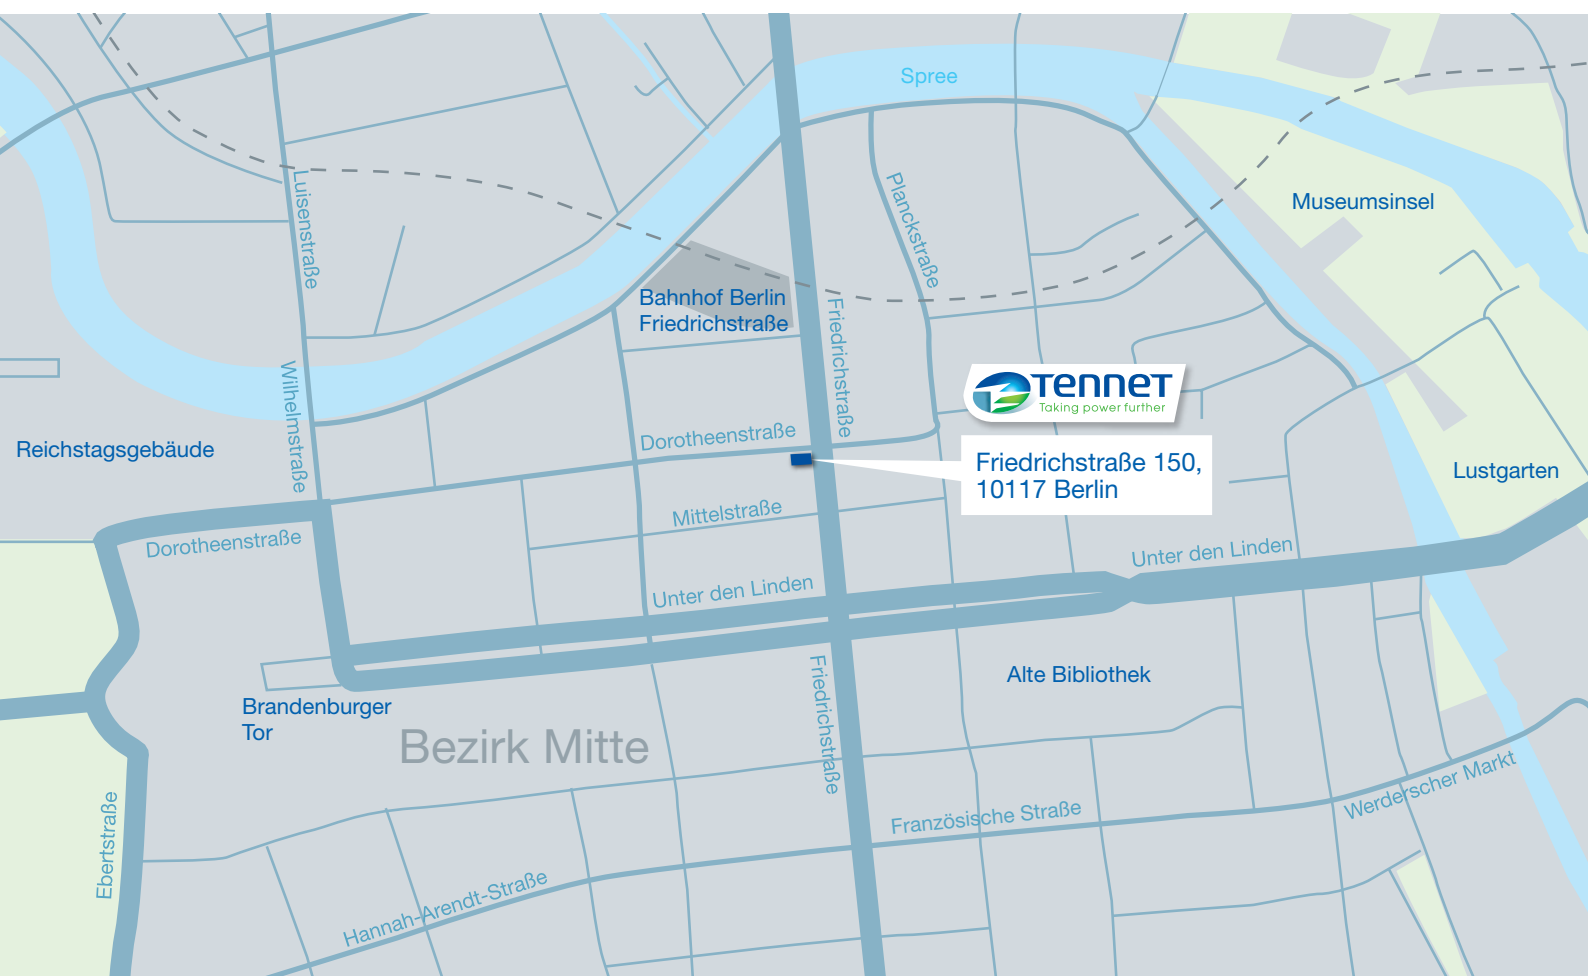 Spree
Luisenstraße
Planckstraße
Museumsinsel
Bahnhof Berlin
Friedrichstraße
Friedrichstraße
Wilhelmstraße
TenneT
Taking power further
Reichstagsgebäude
Dorotheenstraße
Friedrichstraße 150,
10117 Berlin
Lustgarten
Mittelstraße
Dorotheenstraße
Unter den Linden
Unter den Linden
Alte Bibliothek
Friedrichstraße
Brandenburger
Tor
Bezirk Mitte
Werderscher Markt
Französische Straße
Ebertstraße
Hannah-Arendt-Straße